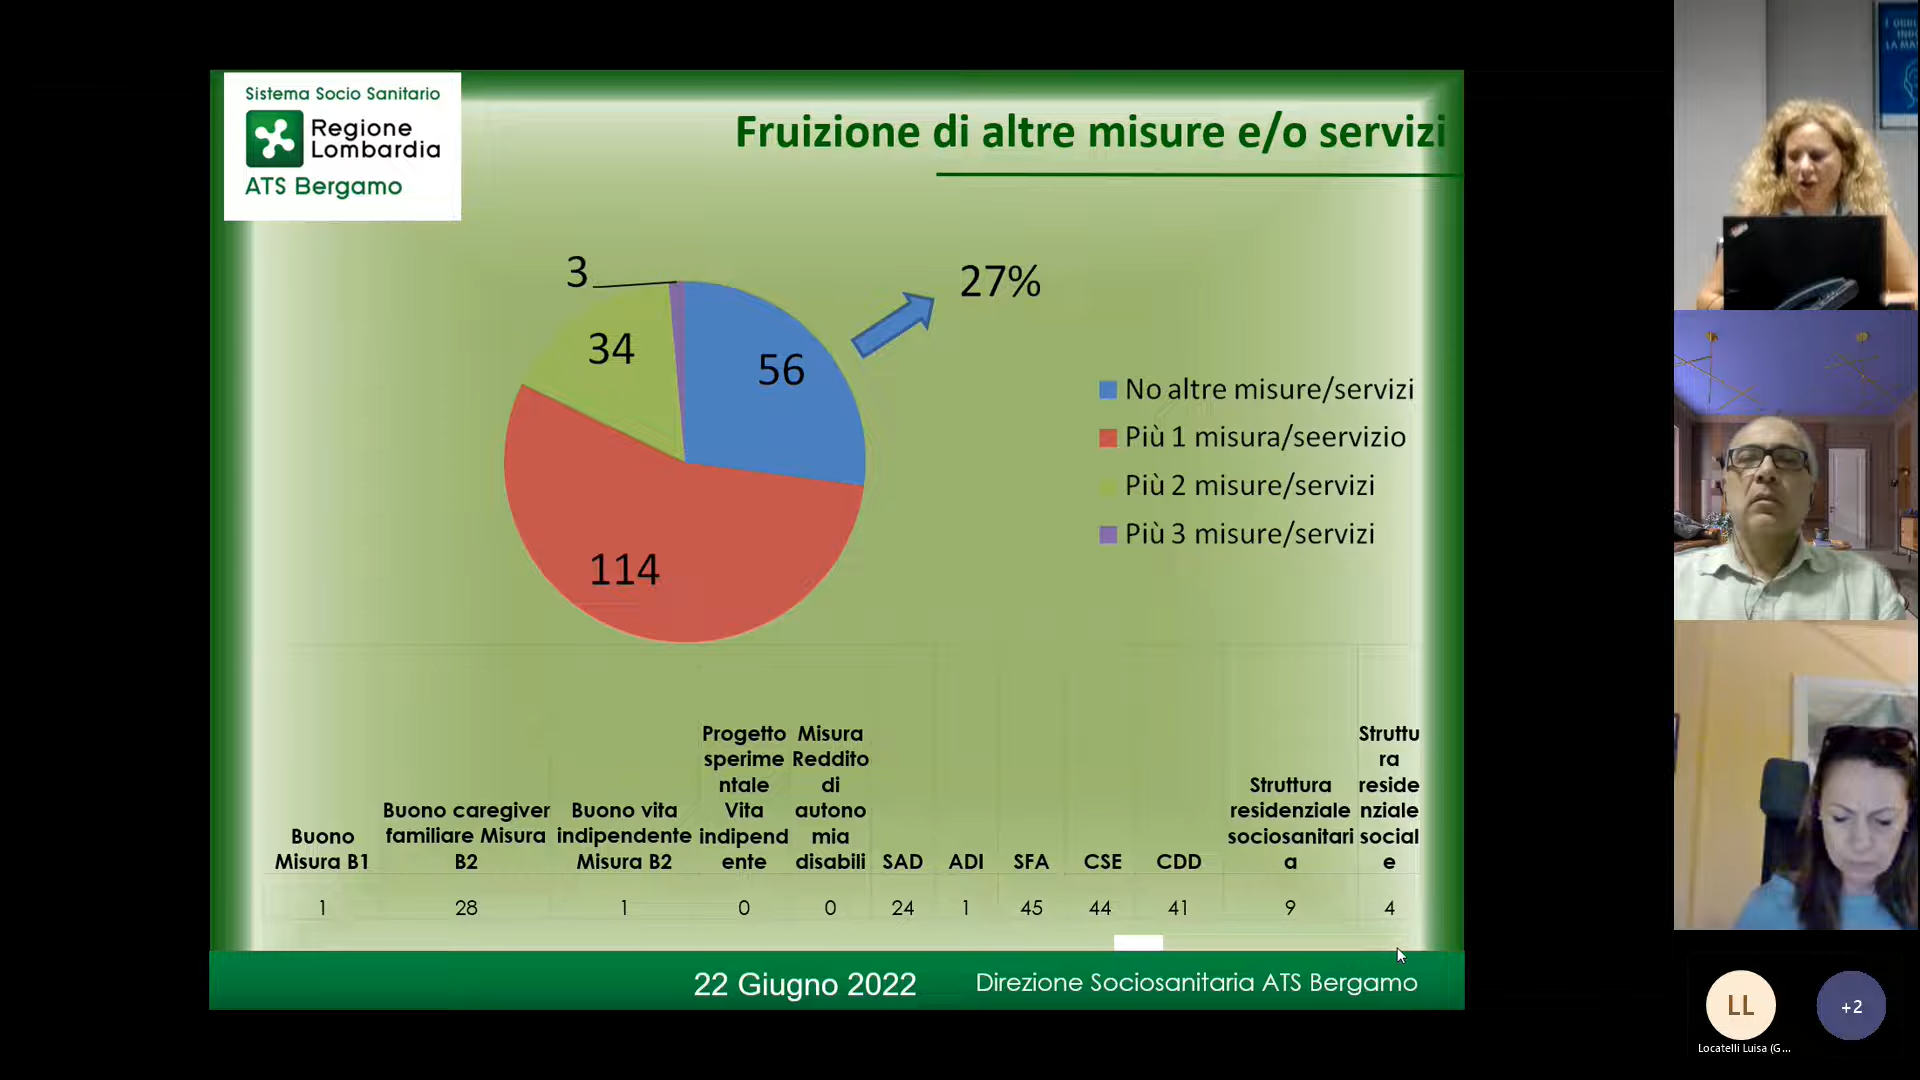 Sistema Socio Sanitario
Regione
Lombardia
ATS Bergamo
Fruizione di altre misure e/o servizi
3
27%
34
56
114
No altre misure/servizi
Più 1 misura/seervizio
Più 2 misure/servizi
Più 3 misure/servizi
Buono
Misura B1
Buono caregiver
familiare Misura
B2
Buono vita
indipendente
Misura B2
Progetto
sperime
ntale
Vita
indipend
ente
Misura
Reddito
di
autono
mia
disabili
SAD
ADI
SFA
CSE
CDD
Struttura
residenziale
sociosanitari
a
Struttu
ra
reside
nziale
social
e
1 28 1 0 0 24 1 45 44 41 9 4
22 Giugno 2022
Direzione Sociosanitaria ATS Bergamo
LL
+2
Locatelli Luisa (G...